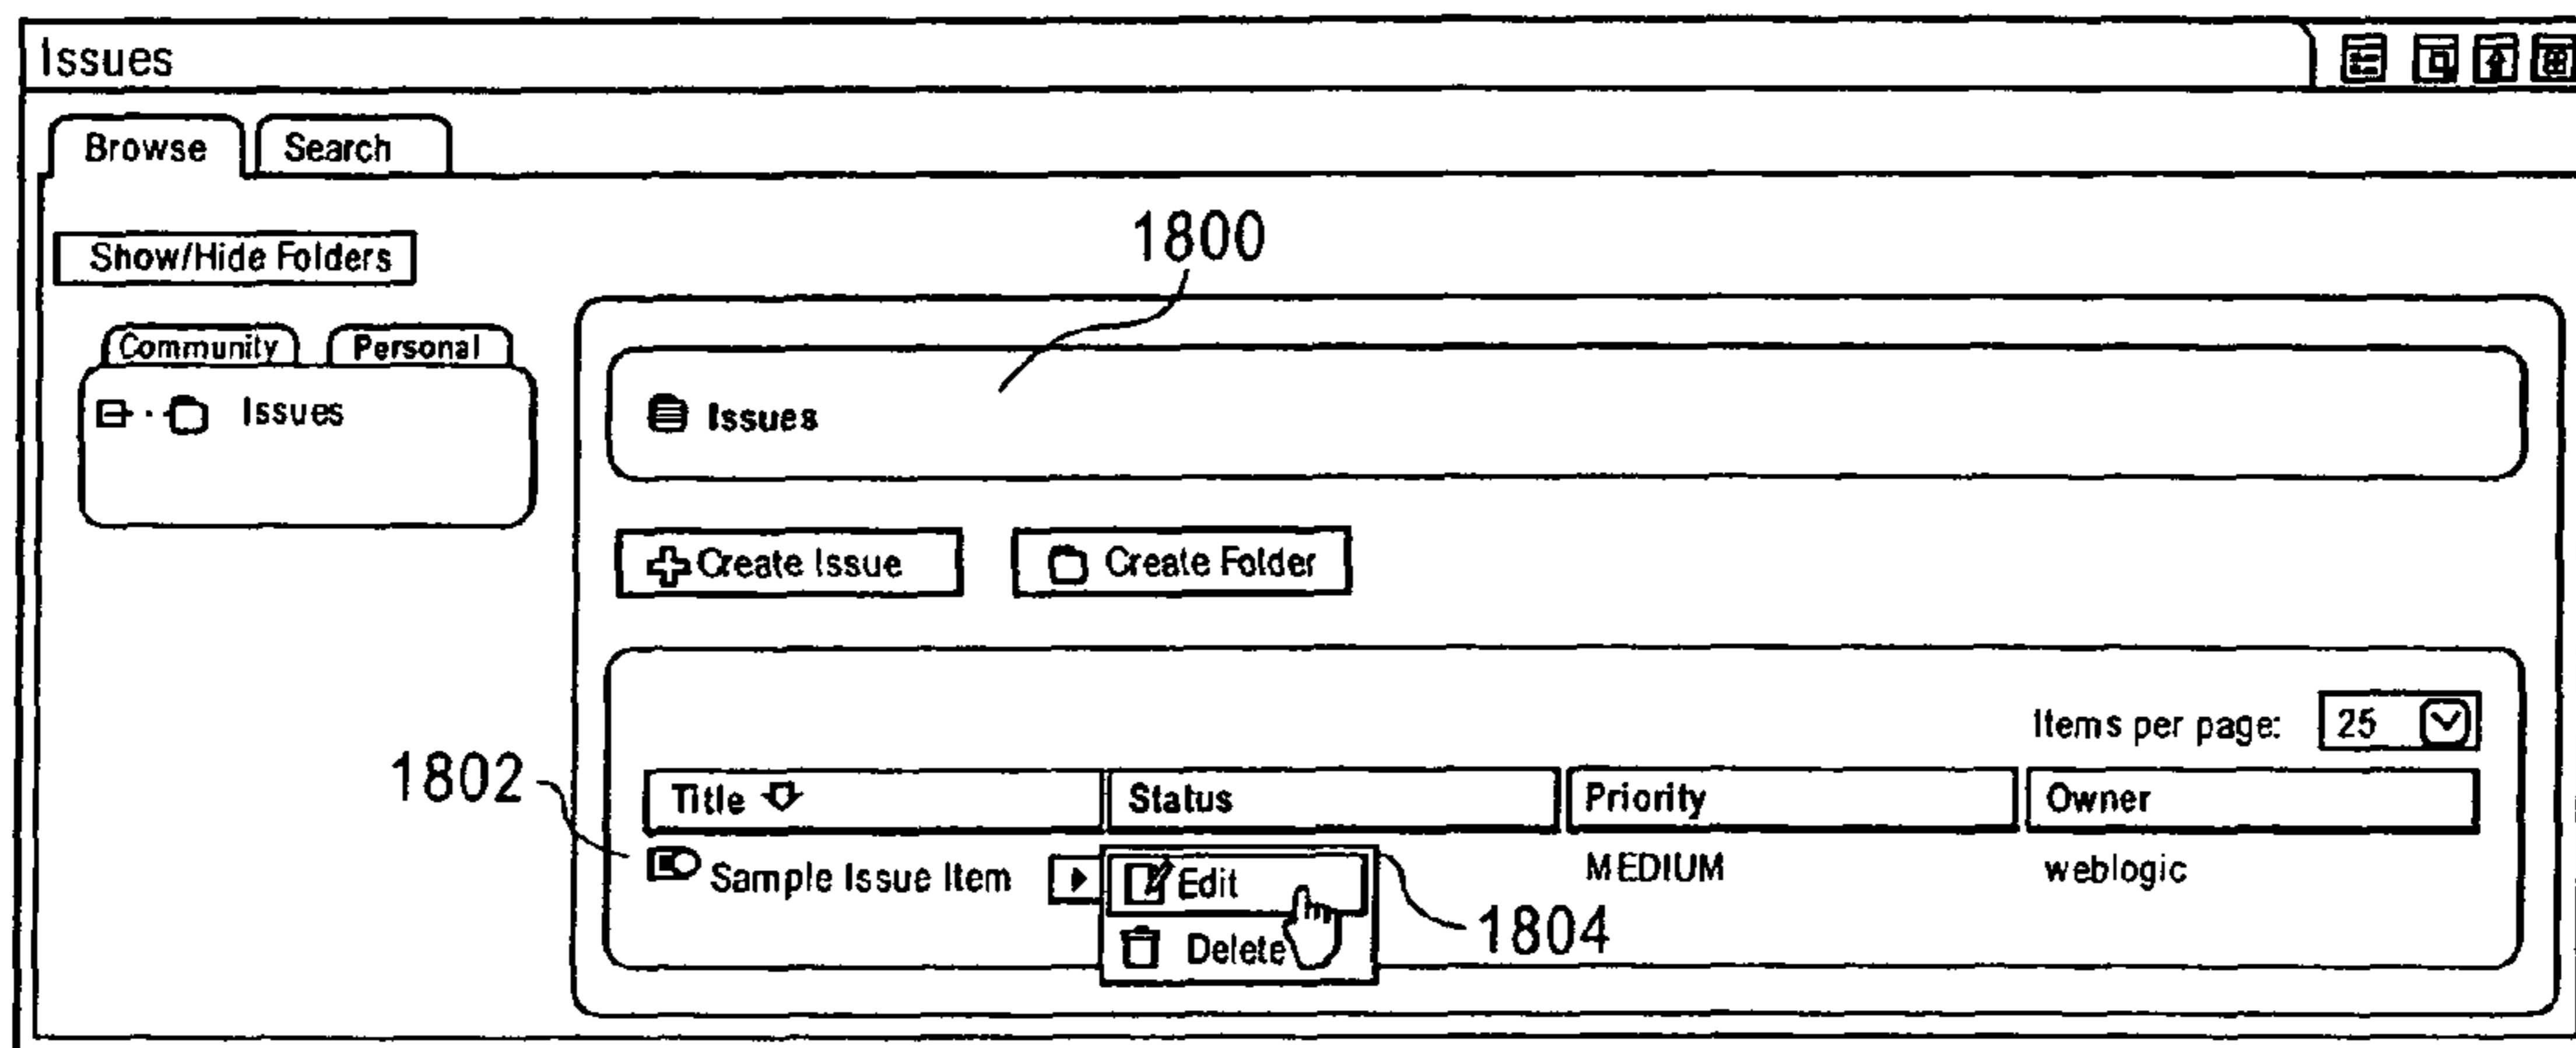 Issues
Browse Search
Show/Hide Folders
1800
Community Personal
Issues
Issues
Create Issue Create Folder
Items per page: 25
1802
Title Status Priority Owner
Sample Issue Item Edit MEDIUM weblogic
Delete
1804